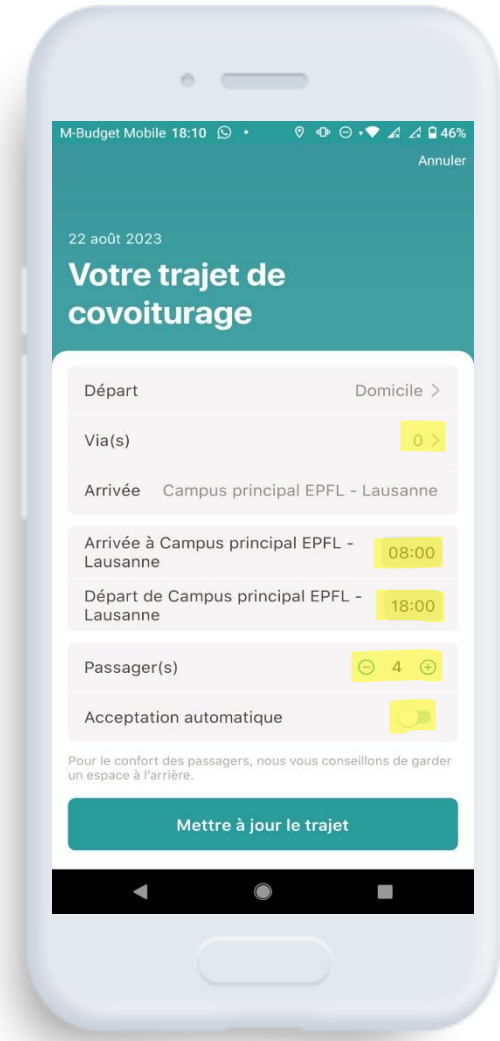 M-Budget Mobile 18:10 46%
Annuler
22 août 2023
Votre trajet de
covoiturage
Départ Domicile >
Via(s) 0 >
Arrivée Campus principal EPFL - Lausanne
Arrivée à Campus principal EPFL -
Lausanne 08:00
Départ de Campus principal EPFL -
Lausanne 18:00
Passager(s) 4
Acceptation automatique
Pour le confort des passagers, nous vous conseillons de garder
un espace à l'arrière.
Mettre à jour le trajet